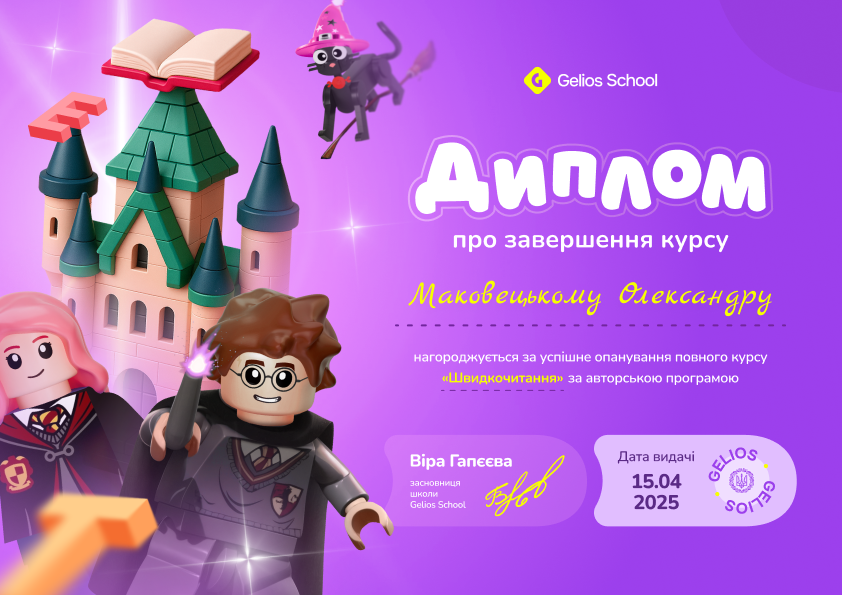 Gelios School
Диплом
про завершення курсу
Маковецькому Олександру
нагороджується за успішне опанування повного курсу
«Швидкочитання» за авторською програмою
Віра Гапєєва
засновниця
школи
Gelios School
Дата видачі
15.04
2025
GELIOS
GELIOS